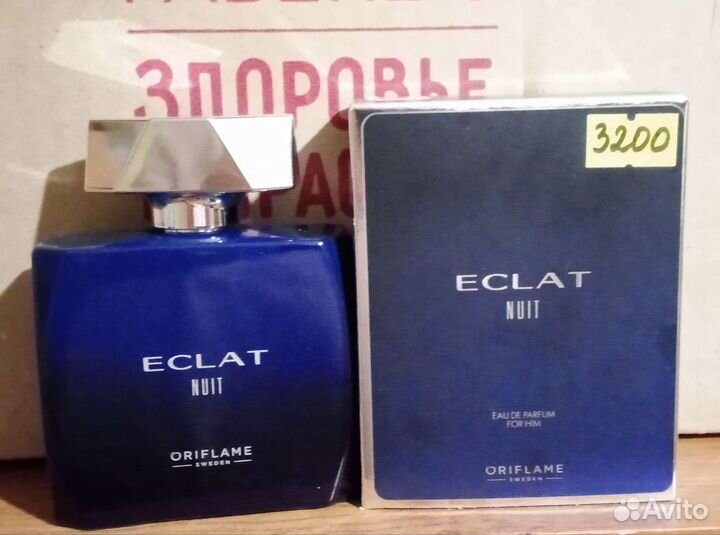 ЗДОРОВЬЕ
ECLAT
NUIT
ORIFLAME
SWEDEN
3200
ECLAT
NUIT
EAU DE PARFUM
FOR HIM
ORIFLAME
SWEDEN
Avito